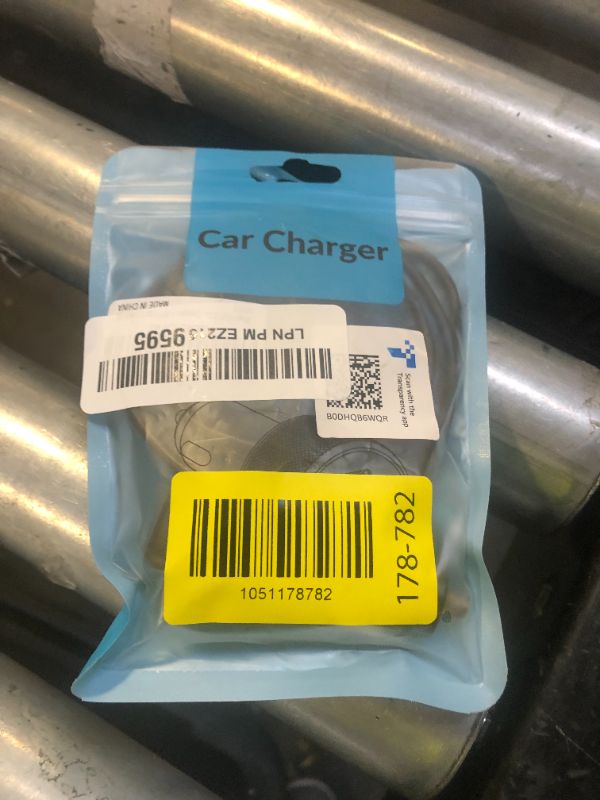 Car Charger
MADE IN CHINA
LPN PM EZ2 9595
Scan with the
Transparency app
B0DHQB6WQR
1051178782
178-782